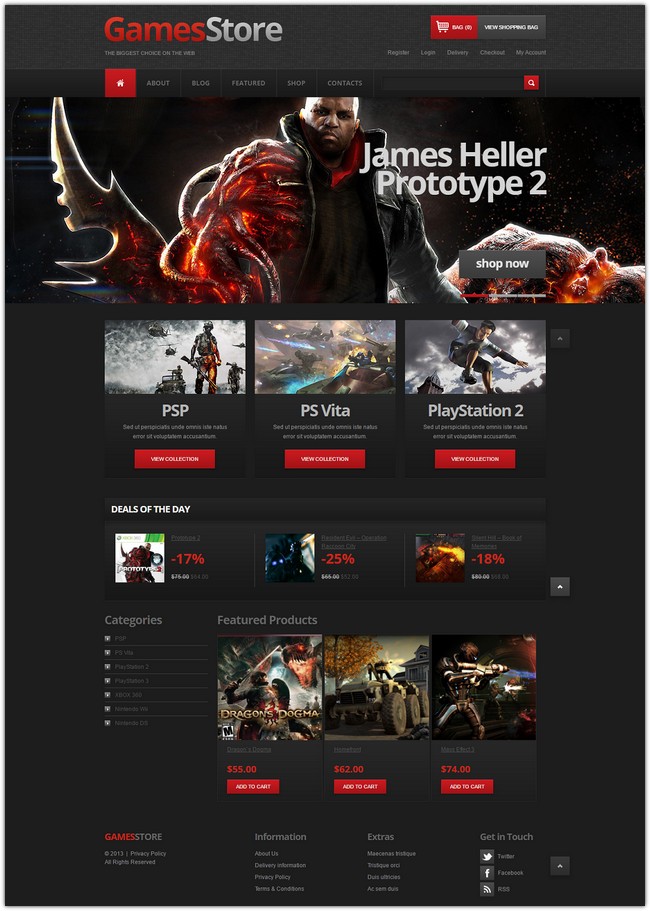 GamesStore
THE BIGGEST CHOICE ON THE WEB
BAG (0)
VIEW SHOPPING BAG
Register Login Delivery Checkout My Account
ABOUT BLOG FEATURED SHOP CONTACTS
James Heller
Prototype 2
shop now
PSP
Sed ut perspiciatis unde omnis iste natus
error sit voluptatem accusantium.
VIEW COLLECTION
PS Vita
Sed ut perspiciatis unde omnis iste natus
error sit voluptatem accusantium.
VIEW COLLECTION
PlayStation 2
Sed ut perspiciatis unde omnis iste natus
error sit voluptatem accusantium.
VIEW COLLECTION
DEALS OF THE DAY
PROTOTYPE 2
Prototype 2
-17%
$75.00
Resident Evil – Operation
Raccoon City
-25%
$65.00 $52.00
Silent Hill – Book of
Memories
-18%
$80.00
Categories
PSP
PS Vita
PlayStation 2
PlayStation 3
XBOX 360
Nintendo Wii
Nintendo DS
Featured Products
DRAGON'S DOGMA
Dragon's Dogma
$55.00
ADD TO CART
Homefront
$62.00
ADD TO CART
Mass Effect 3
$74.00
ADD TO CART
GAMESSTORE
© 2013 | Privacy Policy
All Rights Reserved
Information
About Us
Delivery information
Privacy Policy
Terms & Conditions
Extras
Maecenas tristique
Tristique orci
Duis ultricies
Ac sem duis
Get in Touch
Twitter
Facebook
RSS